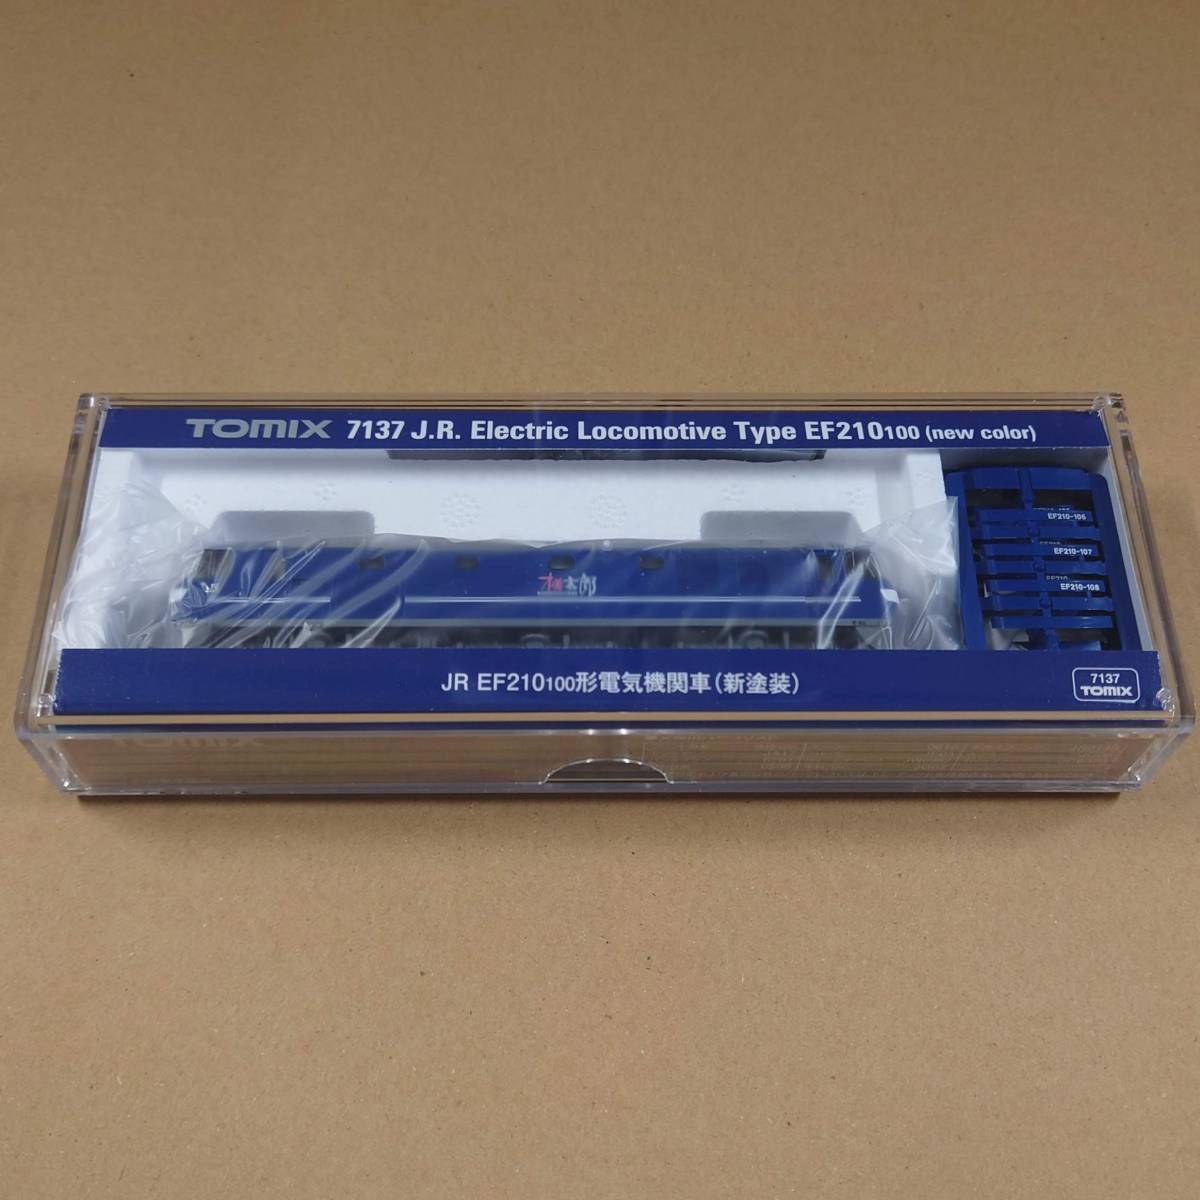 TOMIX 7137 J.R. Electric Locomotive Type EF210100 (new color)
EF210-105
EF210-107
EF210-108
桃太郎
JR EF210100形電気機関車(新塗装)
7137
TOMIX